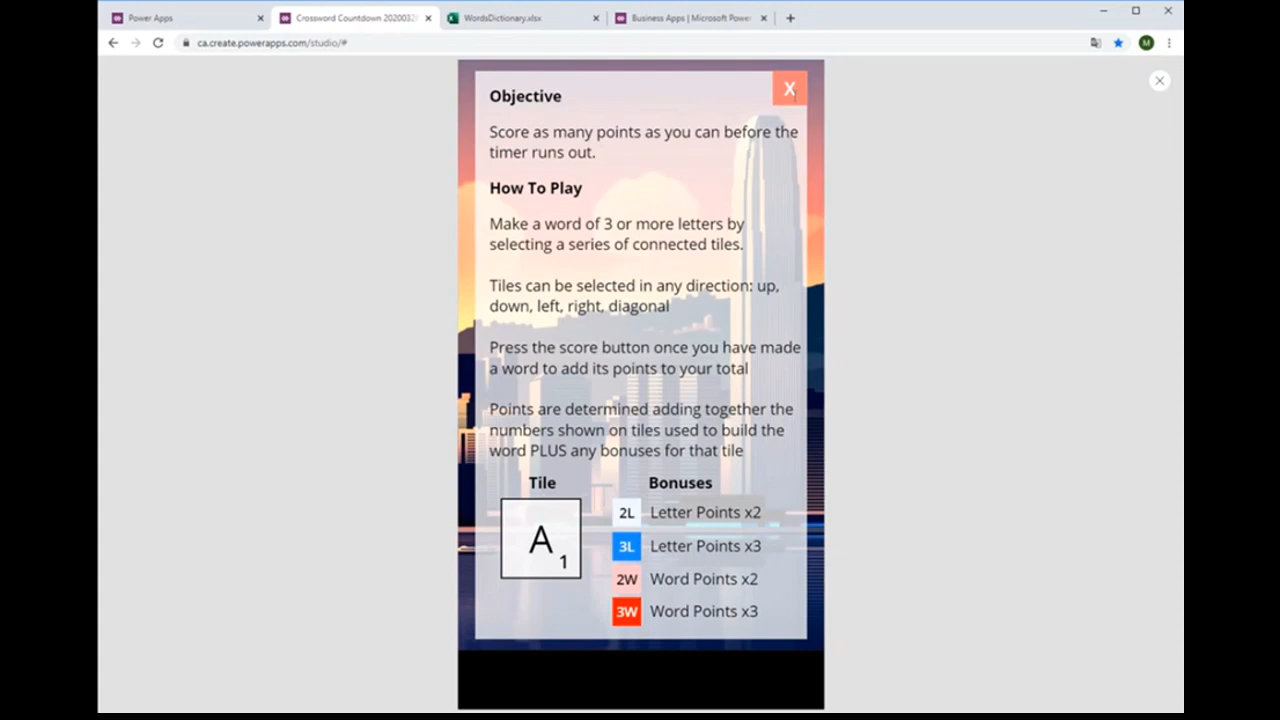 Power Apps
Crossword Countdown 2020032
WordsDictionary.xlsx
Business Apps | Microsoft Power
ca.create.powerapps.com/studio/#
M
X
Objective
Score as many points as you can before the
timer runs out.
How To Play
Make a word of 3 or more letters by
selecting a series of connected tiles.
Tiles can be selected in any direction: up,
down, left, right, diagonal
Press the score button once you have made
a word to add its points to your total
Points are determined adding together the
numbers shown on tiles used to build the
word PLUS any bonuses for that tile
Tile
A
1
Bonuses
2L Letter Points x2
3L Letter Points x3
2W Word Points x2
3W Word Points x3